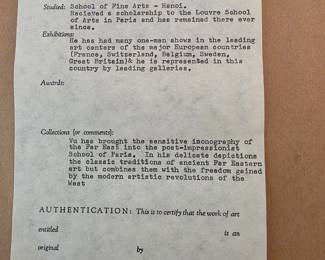 Studied: School of Fine Arts - Hanoi.
Recieved a scholarship to the Louvre School
of Arts in Paris and has remained there ever
since.
Exhibitions:
He has had many one-man shows in the leading
art centers of the major European countries
(France, Switzerland, Belgium, Sweden,
Great Britain)& he is represented in this
country by leading galleries.
Awards:
Collections (or comments):
Vu has brought the sensitive iconography of
the Far East into the post-impressionist
School of Paris. In his delicate depictions
the classic traditions of ancient Far Eastern
art but combines them with the freedom gained
by the modern artistic revolutions of the
West
AUTHENTICATION: This is to certify that the work of art
entitled is an
original by